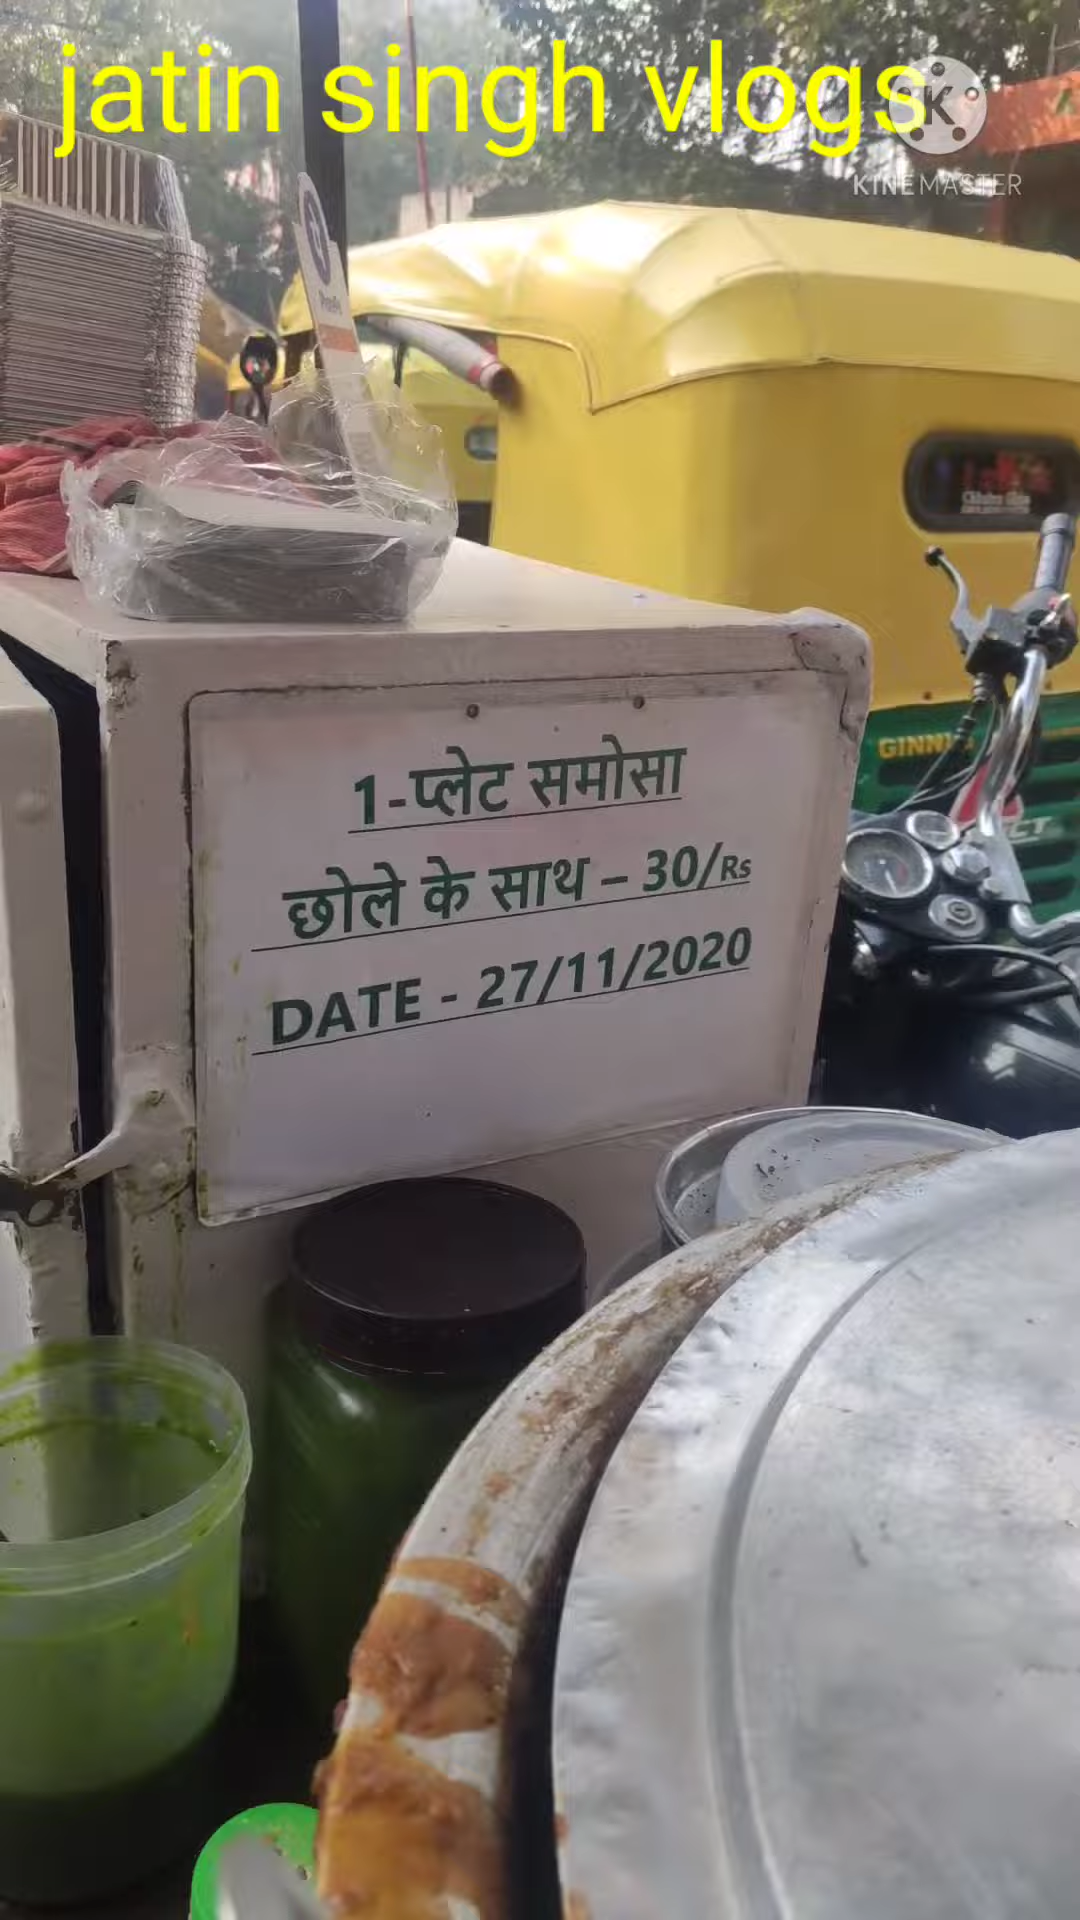 jatin singh vlogs
KINEMASTER
1-प्लेट समोसा
छोले के साथ – 30/Rs
DATE - 27/11/2020